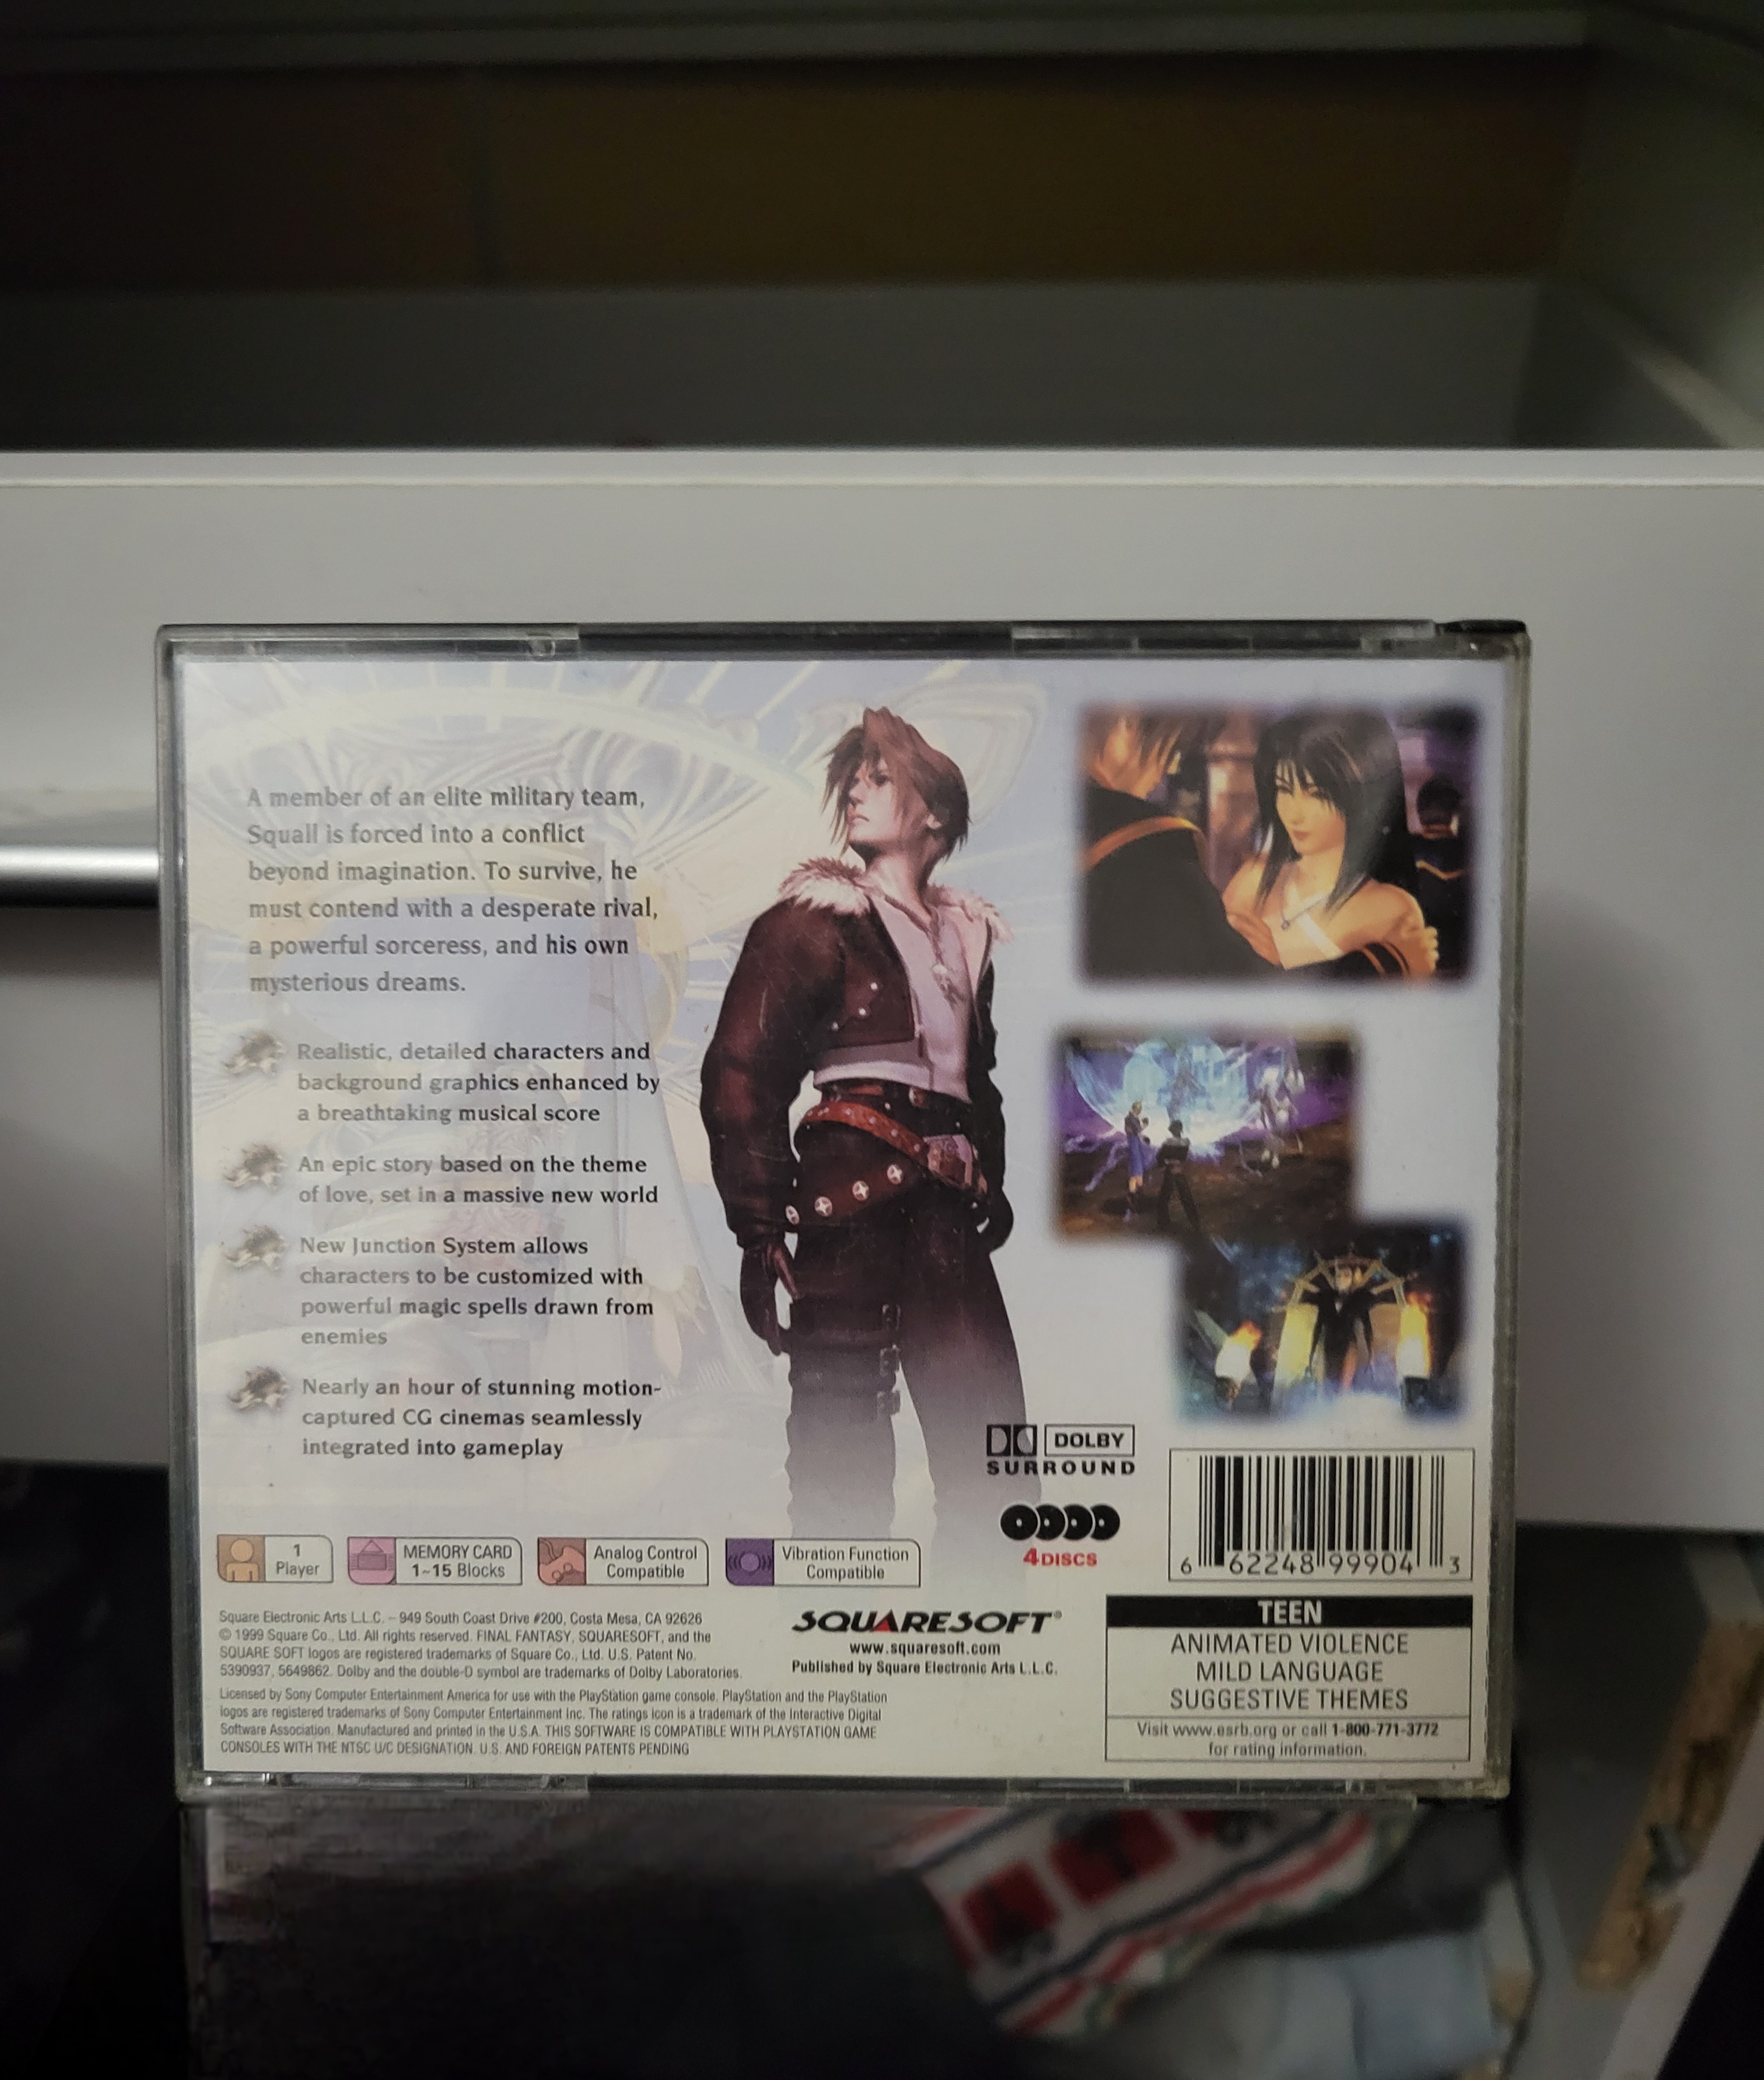 A member of an elite military team,
Squall is forced into a conflict
beyond imagination. To survive, he
must contend with a desperate rival,
a powerful sorceress, and his own
mysterious dreams.
Realistic, detailed characters and
background graphics enhanced by
a breathtaking musical score
An epic story based on the theme
of love, set in a massive new world
New Junction System allows
characters to be customized with
powerful magic spells drawn from
enemies
Nearly an hour of stunning motion-
captured CG cinemas seamlessly
integrated into gameplay
DOLBY
SURROUND
4 DISCS
6 62248 99904 3
1
Player
MEMORY CARD
1~15 Blocks
Analog Control
Compatible
Vibration Function
Compatible
Square Electronic Arts L.L.C. – 949 South Coast Drive #200, Costa Mesa, CA 92626
© 1999 Square Co., Ltd. All rights reserved. FINAL FANTASY, SQUARESOFT, and the
SQUARE SOFT logos are registered trademarks of Square Co., Ltd. U.S. Patent No.
5390937, 5649862. Dolby and the double-D symbol are trademarks of Dolby Laboratories.
Licensed by Sony Computer Entertainment America for use with the PlayStation game console. PlayStation and the PlayStation
logos are registered trademarks of Sony Computer Entertainment Inc. The ratings icon is a trademark of the Interactive Digital
Software Association. Manufactured and printed in the U.S.A. THIS SOFTWARE IS COMPATIBLE WITH PLAYSTATION GAME
CONSOLES WITH THE NTSC U/C DESIGNATION. U.S. AND FOREIGN PATENTS PENDING
SQUARESOFT®
www.squaresoft.com
Published by Square Electronic Arts L.L.C.
TEEN
ANIMATED VIOLENCE
MILD LANGUAGE
SUGGESTIVE THEMES
Visit www.esrb.org or call 1-800-771-3772
for rating information.